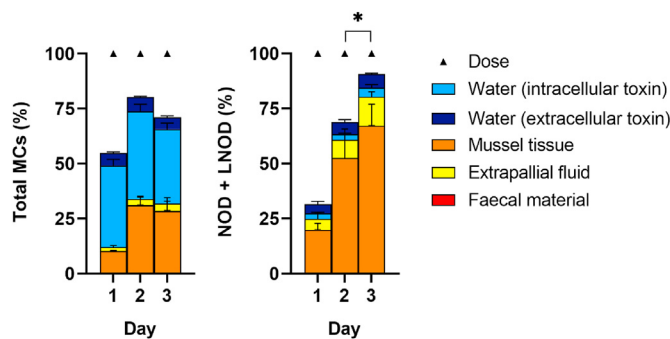 *
100
75
50
25
0
Total MCs (%)
1 2 3
Day
100
75
50
25
0
NOD + LNOD (%)
1 2 3
Day
Dose
Water (intracellular toxin)
Water (extracellular toxin)
Mussel tissue
Extrapallial fluid
Faecal material